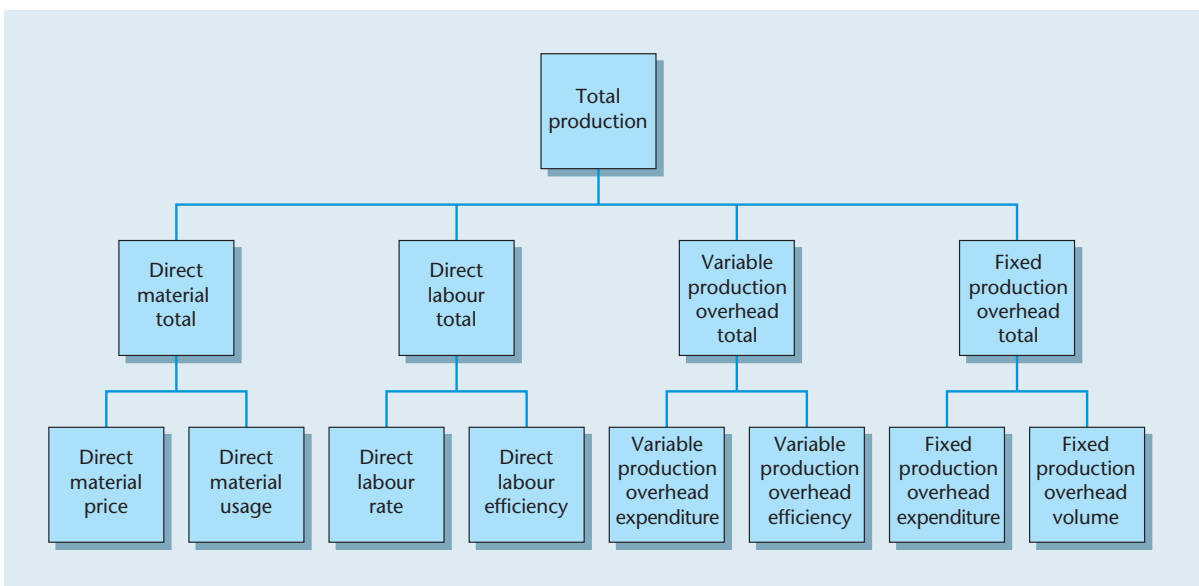 Total
production
Direct
material
total
Direct
labour
total
Variable
production
overhead
total
Fixed
production
overhead
total
Direct
material
price
Direct
material
usage
Direct
labour
rate
Direct
labour
efficiency
Variable
production
overhead
expenditure
Variable
production
overhead
efficiency
Fixed
production
overhead
expenditure
Fixed
production
overhead
volume